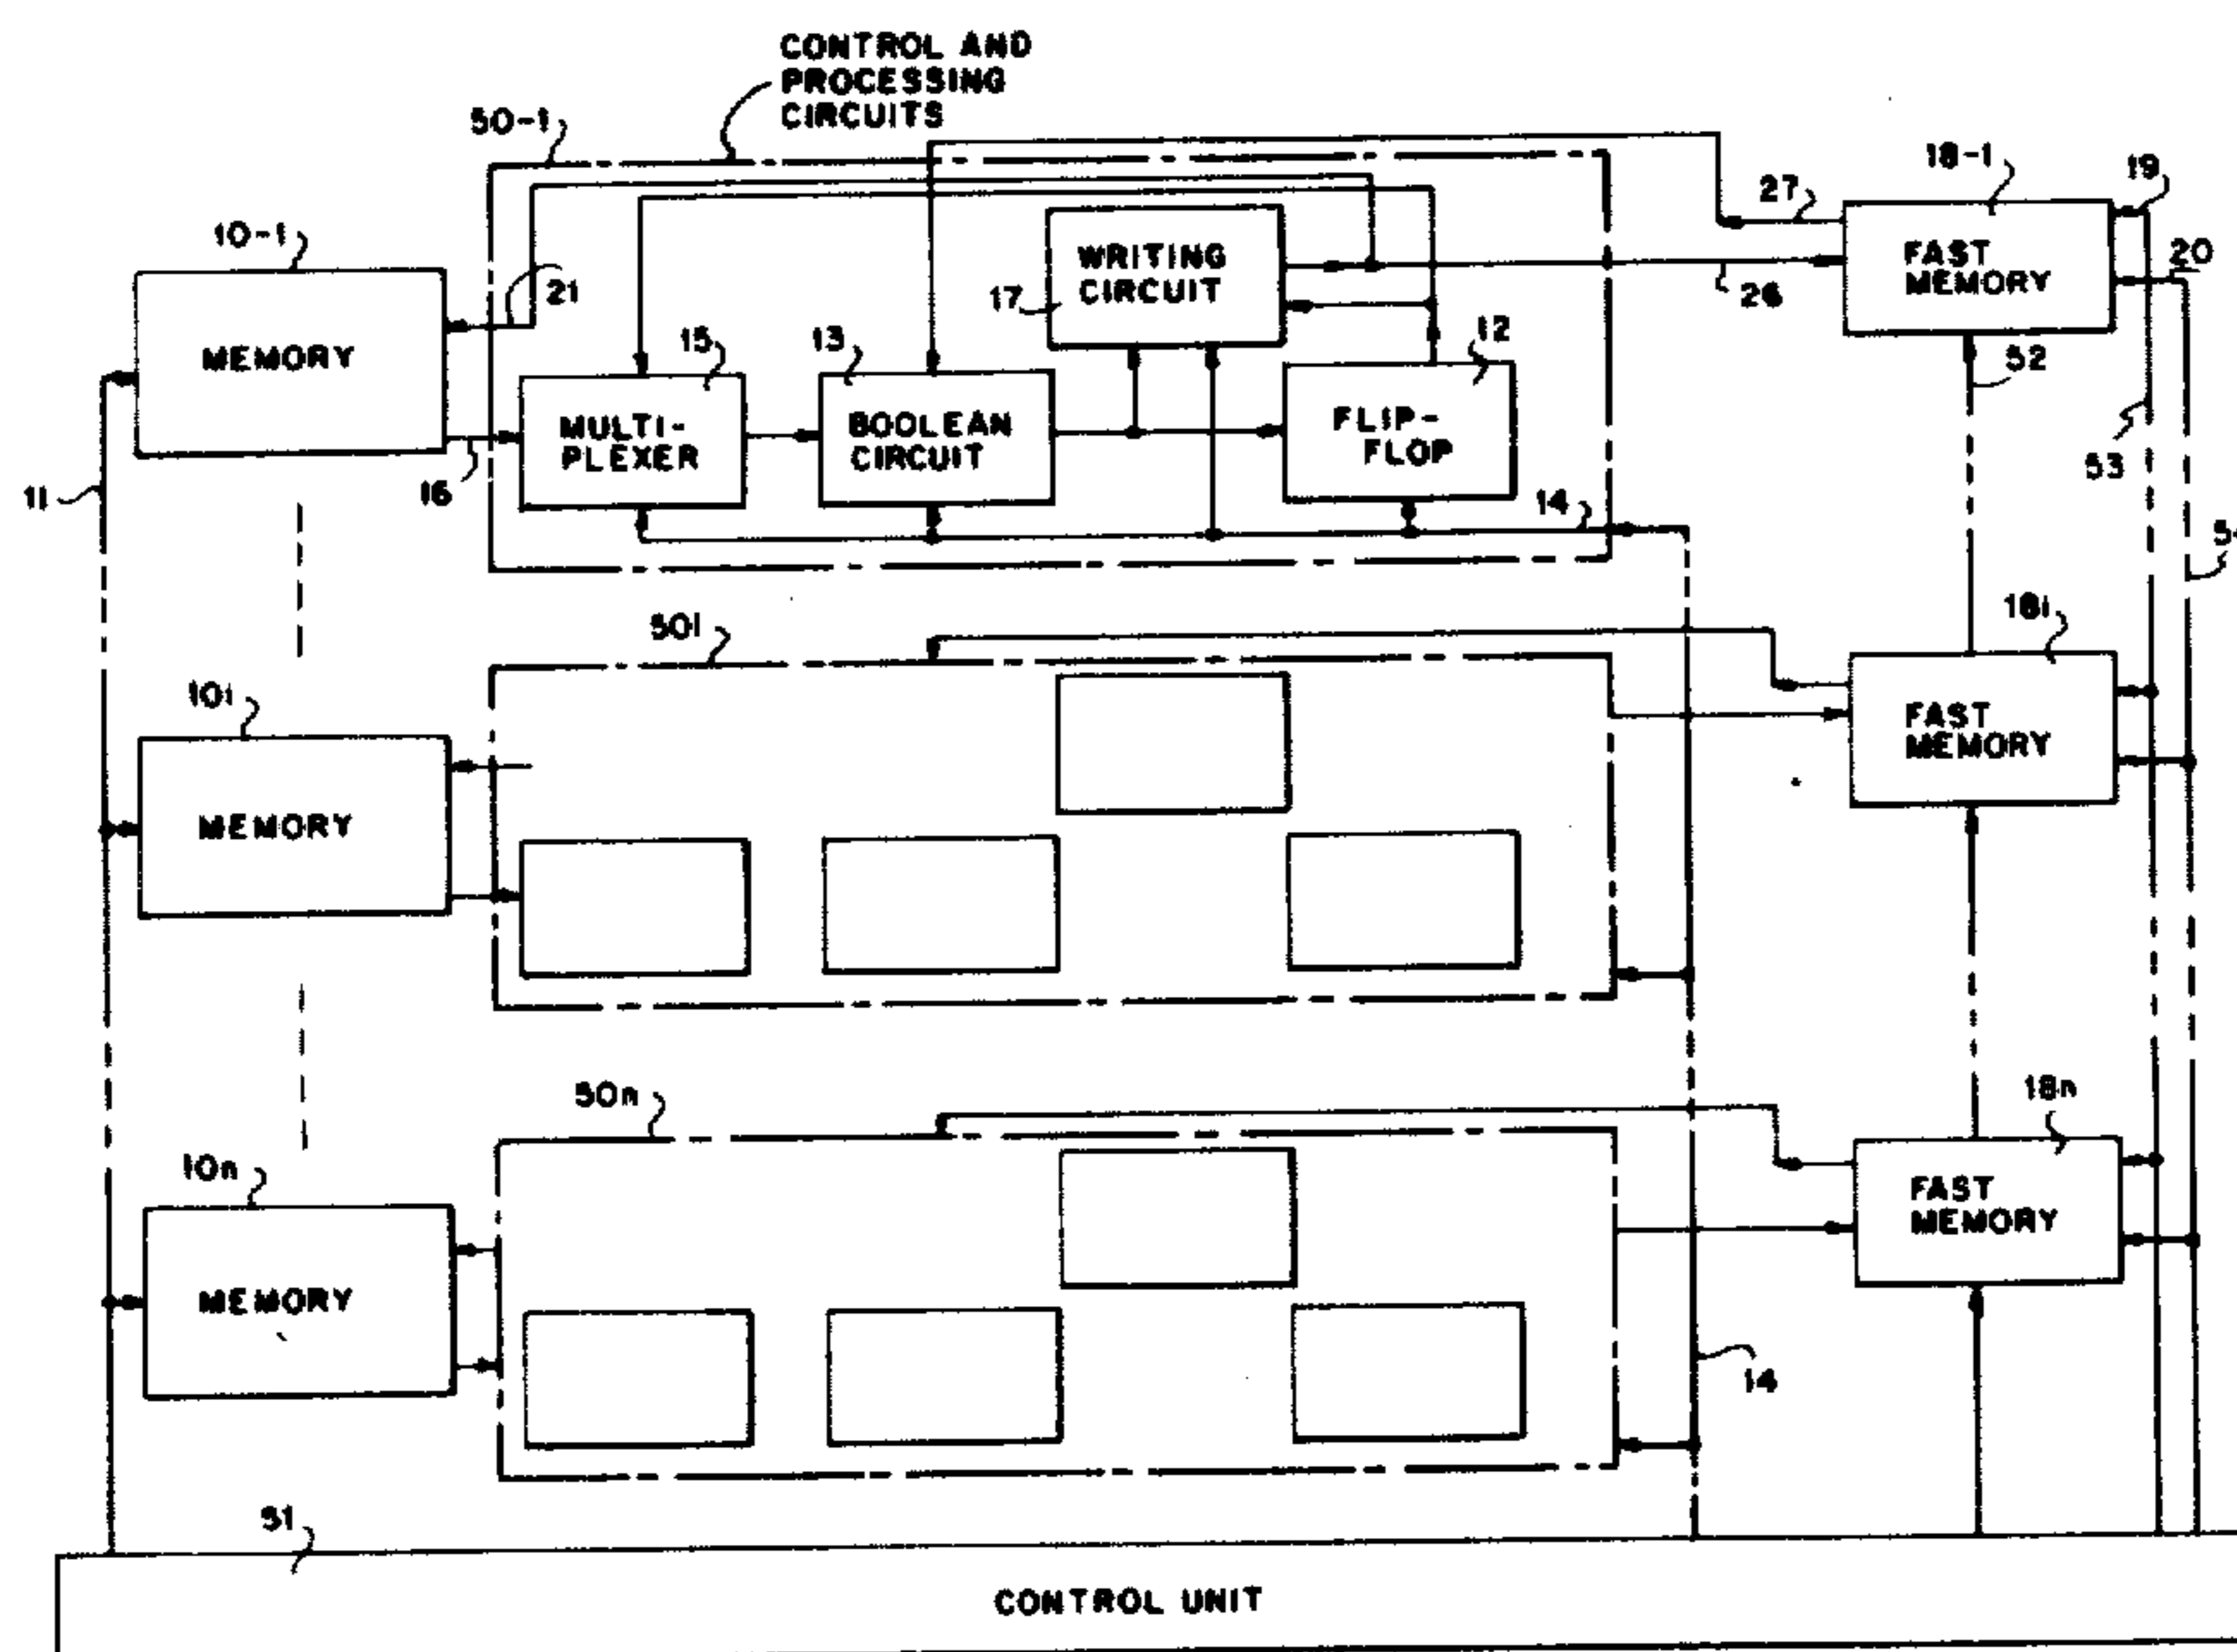 CONTROL AND
PROCESSING
CIRCUITS
50-1
18-1
19
27
20
10-1
21
WRITING
CIRCUIT
17
26
FAST
MEMORY
MEMORY
15
13
12
52
MULTI-
PLEXER
BOOLEAN
CIRCUIT
FLIP-
FLOP
53
11
16
14
50i
18i
10i
FAST
MEMORY
MEMORY
50n
18n
10n
FAST
MEMORY
MEMORY
14
51
CONTROL UNIT